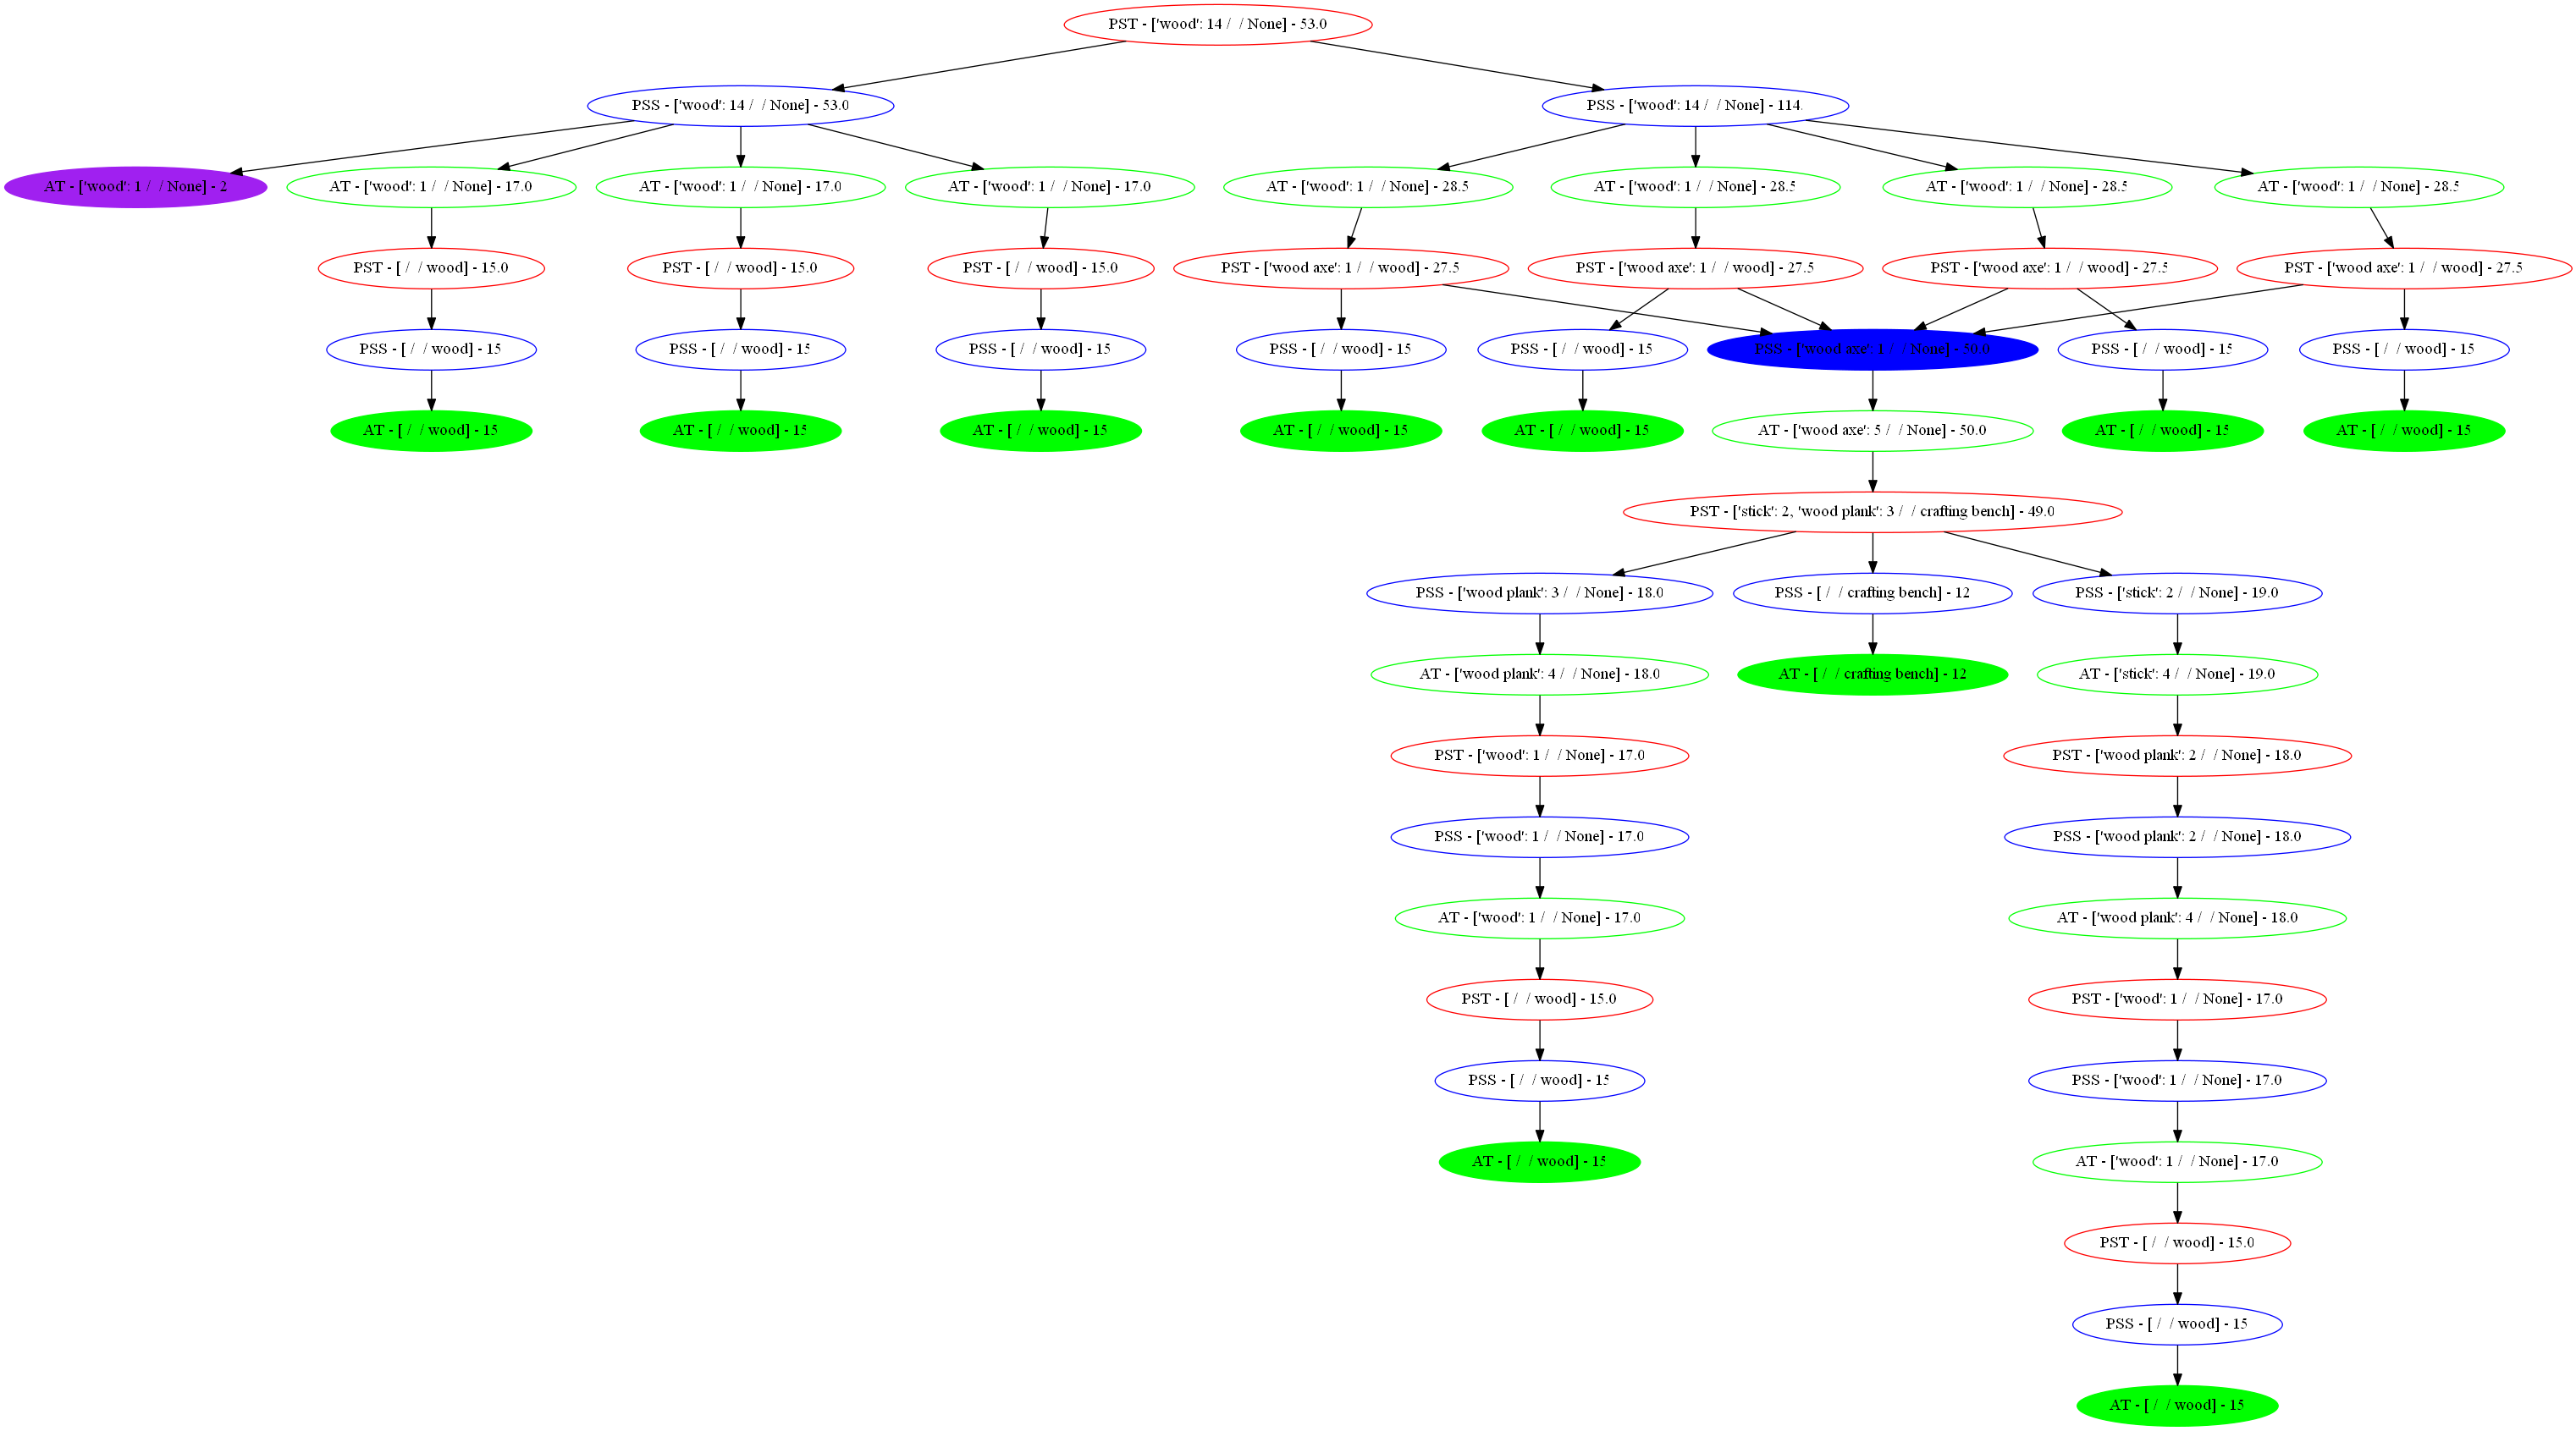 PST - ['wood': 14 /  / None] - 53.0
PSS - ['wood': 14 /  / None] - 53.0
PSS - ['wood': 14 /  / None] - 114.
AT - ['wood': 1 /  / None] - 2
AT - ['wood': 1 /  / None] - 17.0
AT - ['wood': 1 /  / None] - 17.0
AT - ['wood': 1 /  / None] - 17.0
AT - ['wood': 1 /  / None] - 28.5
AT - ['wood': 1 /  / None] - 28.5
AT - ['wood': 1 /  / None] - 28.5
AT - ['wood': 1 /  / None] - 28.5
PST - [ /  / wood] - 15.0
PST - [ /  / wood] - 15.0
PST - [ /  / wood] - 15.0
PST - ['wood axe': 1 /  / wood] - 27.5
PST - ['wood axe': 1 /  / wood] - 27.5
PST - ['wood axe': 1 /  / wood] - 27.5
PST - ['wood axe': 1 /  / wood] - 27.5
PSS - [ /  / wood] - 15
PSS - [ /  / wood] - 15
PSS - [ /  / wood] - 15
PSS - [ /  / wood] - 15
PSS - [ /  / wood] - 15
PSS - ['wood axe': 1 /  / None] - 50.0
PSS - [ /  / wood] - 15
PSS - [ /  / wood] - 15
AT - [ /  / wood] - 15
AT - [ /  / wood] - 15
AT - [ /  / wood] - 15
AT - [ /  / wood] - 15
AT - [ /  / wood] - 15
AT - ['wood axe': 5 /  / None] - 50.0
AT - [ /  / wood] - 15
AT - [ /  / wood] - 15
PST - ['stick': 2, 'wood plank': 3 /  / crafting bench] - 49.0
PSS - ['wood plank': 3 /  / None] - 18.0
PSS - [ /  / crafting bench] - 12
PSS - ['stick': 2 /  / None] - 19.0
AT - ['wood plank': 4 /  / None] - 18.0
AT - [ /  / crafting bench] - 12
AT - ['stick': 4 /  / None] - 19.0
PST - ['wood': 1 /  / None] - 17.0
PST - ['wood plank': 2 /  / None] - 18.0
PSS - ['wood': 1 /  / None] - 17.0
PSS - ['wood plank': 2 /  / None] - 18.0
AT - ['wood': 1 /  / None] - 17.0
AT - ['wood plank': 4 /  / None] - 18.0
PST - [ /  / wood] - 15.0
PST - ['wood': 1 /  / None] - 17.0
PSS - [ /  / wood] - 15
PSS - ['wood': 1 /  / None] - 17.0
AT - [ /  / wood] - 15
AT - ['wood': 1 /  / None] - 17.0
PST - [ /  / wood] - 15.0
PSS - [ /  / wood] - 15
AT - [ /  / wood] - 15